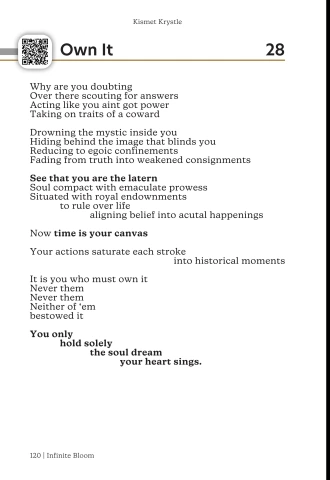 Kismet Krystle
Own It 28
Why are you doubting
Over there scouting for answers
Acting like you aint got power
Taking on traits of a coward
Drowning the mystic inside you
Hiding behind the image that blinds you
Reducing to egoic confinements
Fading from truth into weakened consignments
See that you are the latern
Soul compact with emaculate prowess
Situated with royal endownments
to rule over life
aligning belief into acutal happenings
Now time is your canvas
Your actions saturate each stroke
into historical moments
It is you who must own it
Never them
Never them
Neither of 'em
bestowed it
You only
hold solely
the soul dream
your heart sings.
120 | Infinite Bloom